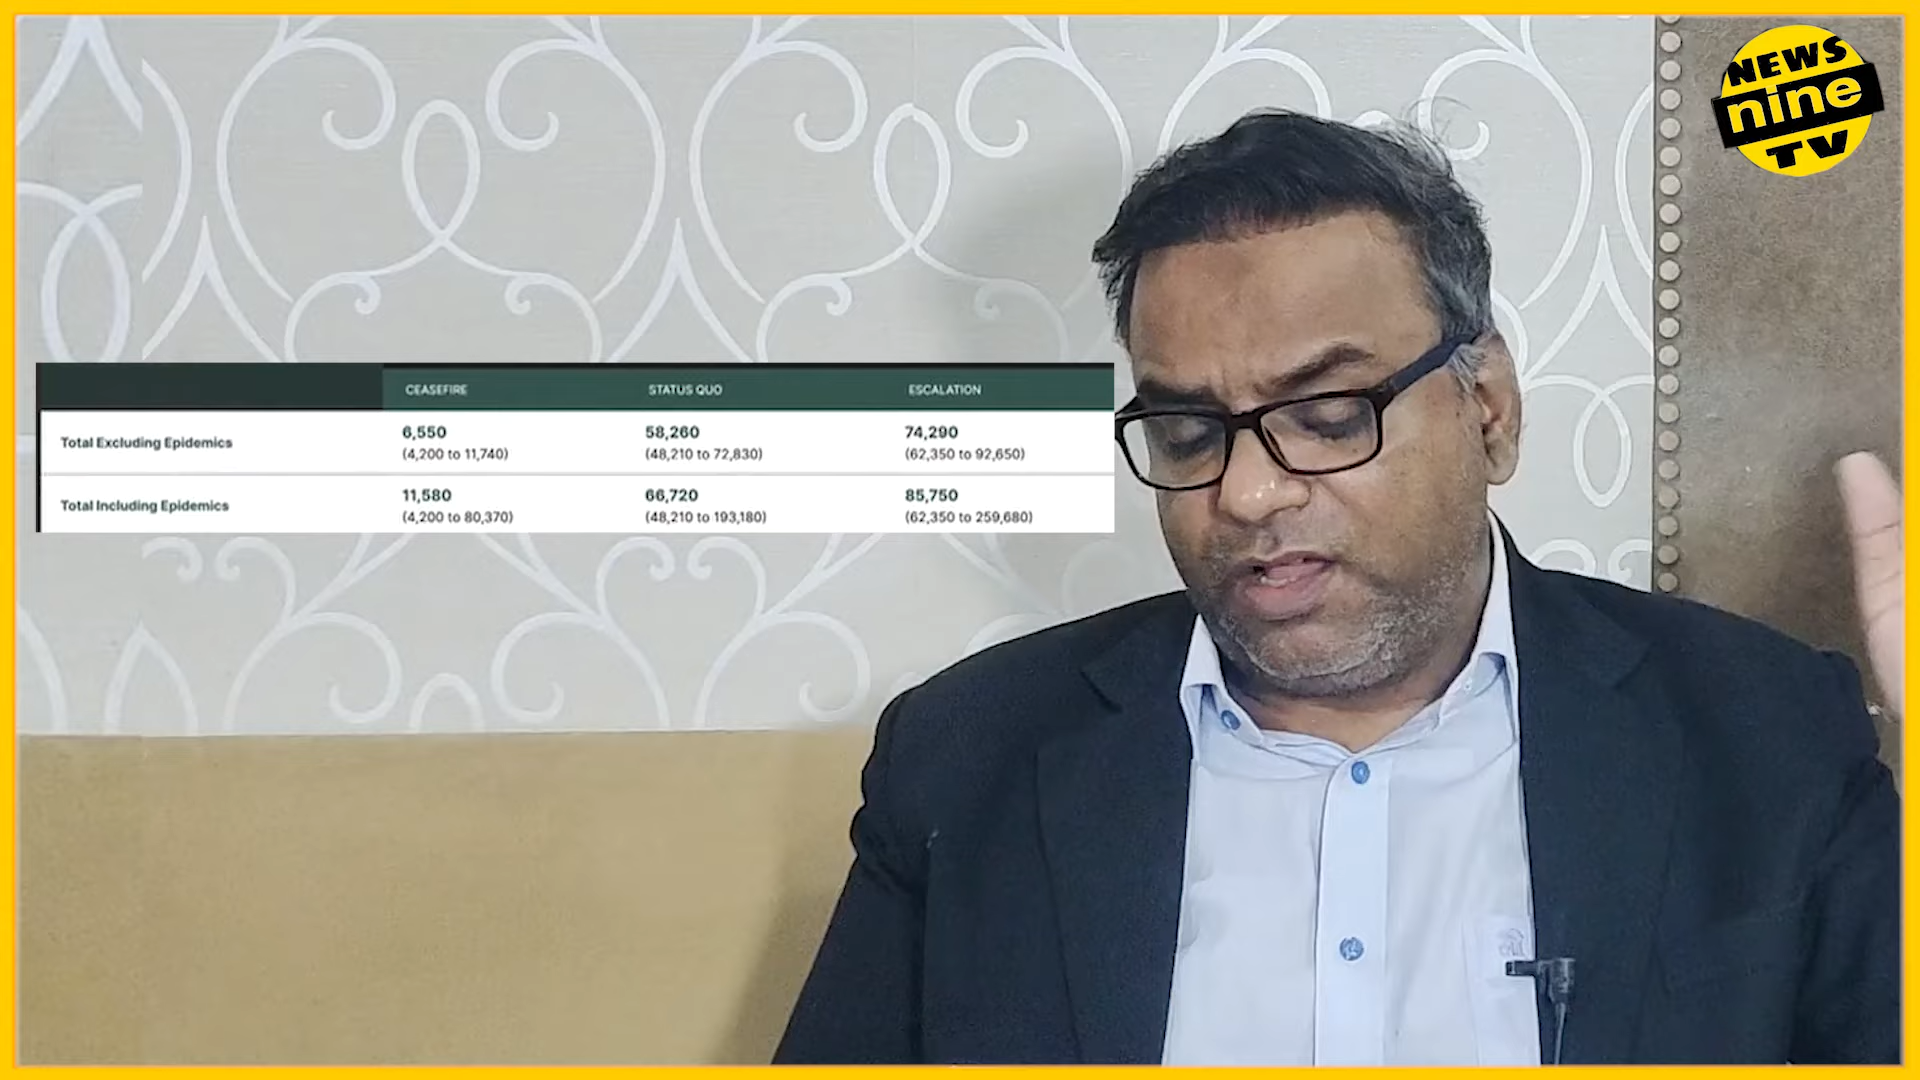 NEWS
nine
TV
CEASEFIRE STATUS QUO ESCALATION
Total Excluding Epidemics 6,550 58,260 74,290
(4,200 to 11,740) (48,210 to 72,830) (62,350 to 92,650)
Total Including Epidemics 11,580 66,720 85,750
(4,200 to 80,370) (48,210 to 193,180) (62,350 to 259,680)